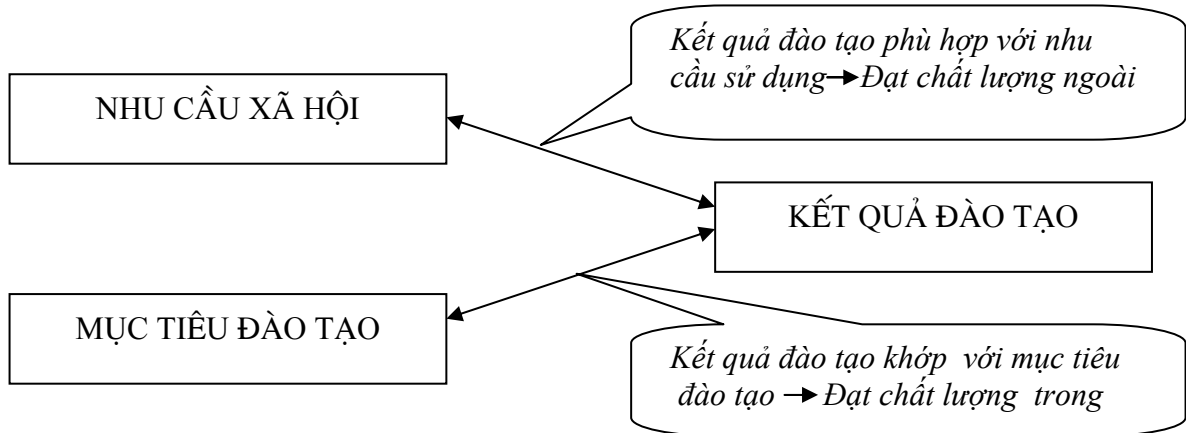 Kết quả đào tạo phù hợp với nhu
cầu sử dụng→Đạt chất lượng ngoài
NHU CẦU XÃ HỘI
KẾT QUẢ ĐÀO TẠO
MỤC TIÊU ĐÀO TẠO
Kết quả đào tạo khớp với mục tiêu
đào tạo → Đạt chất lượng trong